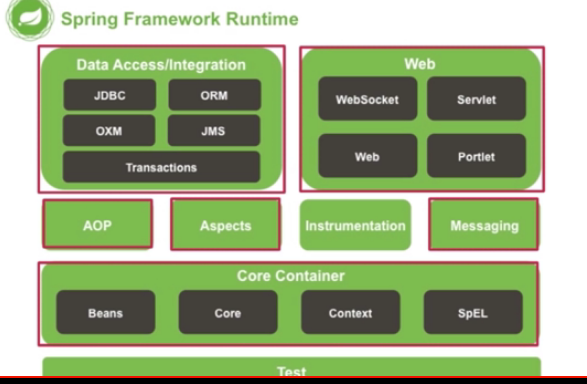 Spring Framework Runtime
Data Access/Integration
JDBC ORM
OXM JMS
Transactions
Web
WebSocket Servlet
Web Portlet
AOP Aspects Instrumentation Messaging
Core Container
Beans Core Context SpEL
Test